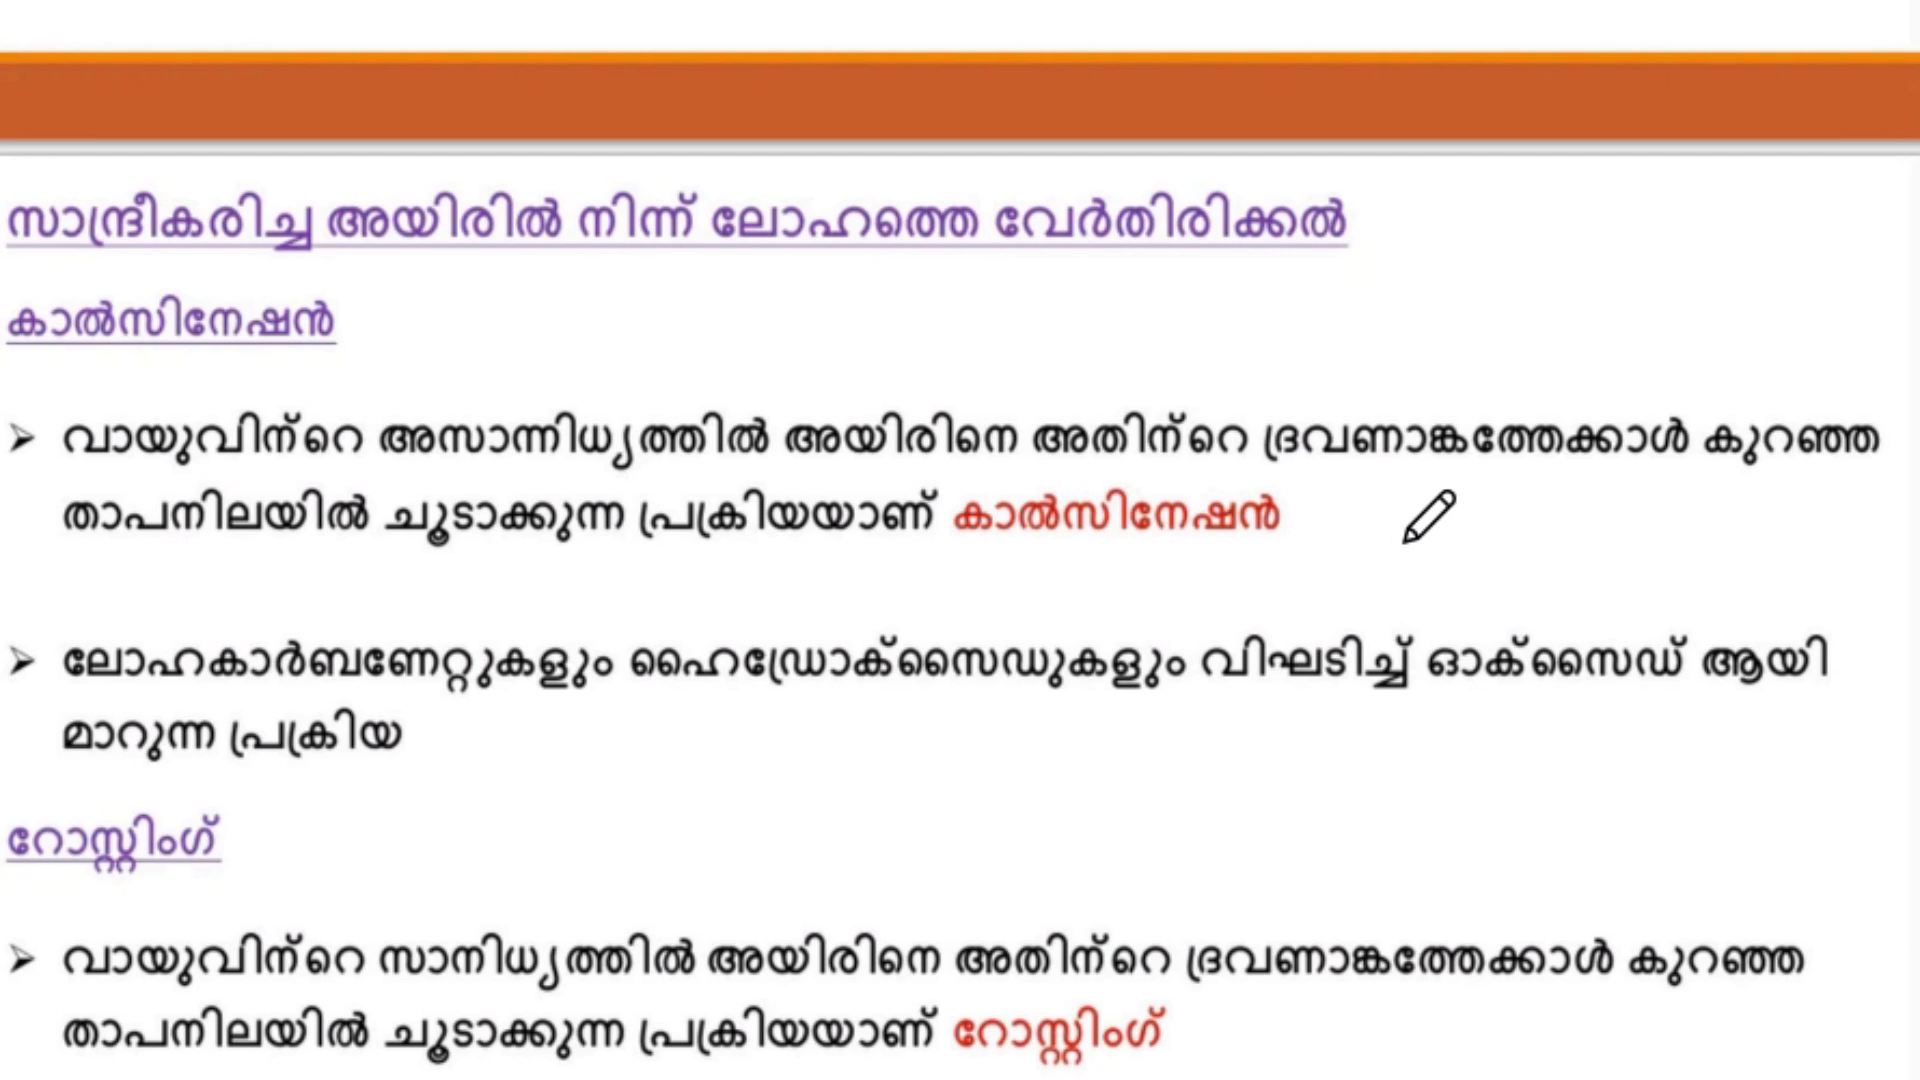 സാന്ദ്രീകരിച്ച അയിരിൽ നിന്ന് ലോഹത്തെ വേർതിരിക്കൽ
കാൽസിനേഷൻ
➢ വായുവിന്റെ അസാന്നിധ്യത്തിൽ അയിരിനെ അതിന്റെ ദ്രവണാങ്കത്തേക്കാൾ കുറഞ്ഞ
താപനിലയിൽ ചൂടാക്കുന്ന പ്രക്രിയയാണ് കാൽസിനേഷൻ
➢ ലോഹകാർബണേറ്റുകളും ഹൈഡ്രോക്സൈഡുകളും വിഘടിച്ച് ഓക്സൈഡ് ആയി
മാറുന്ന പ്രക്രിയ
റോസ്റ്റിംഗ്
➢ വായുവിന്റെ സാനിധ്യത്തിൽ അയിരിനെ അതിന്റെ ദ്രവണാങ്കത്തേക്കാൾ കുറഞ്ഞ
താപനിലയിൽ ചൂടാക്കുന്ന പ്രക്രിയയാണ് റോസ്റ്റിംഗ്